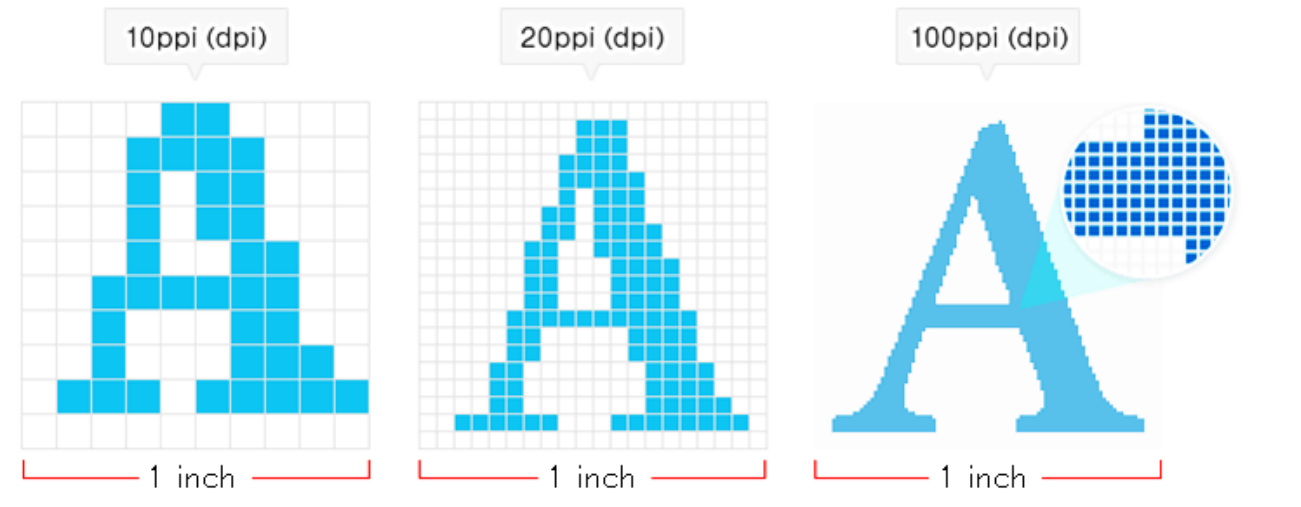 10ppi (dpi)
20ppi (dpi)
100ppi (dpi)
A
A
A
1 inch
1 inch
1 inch